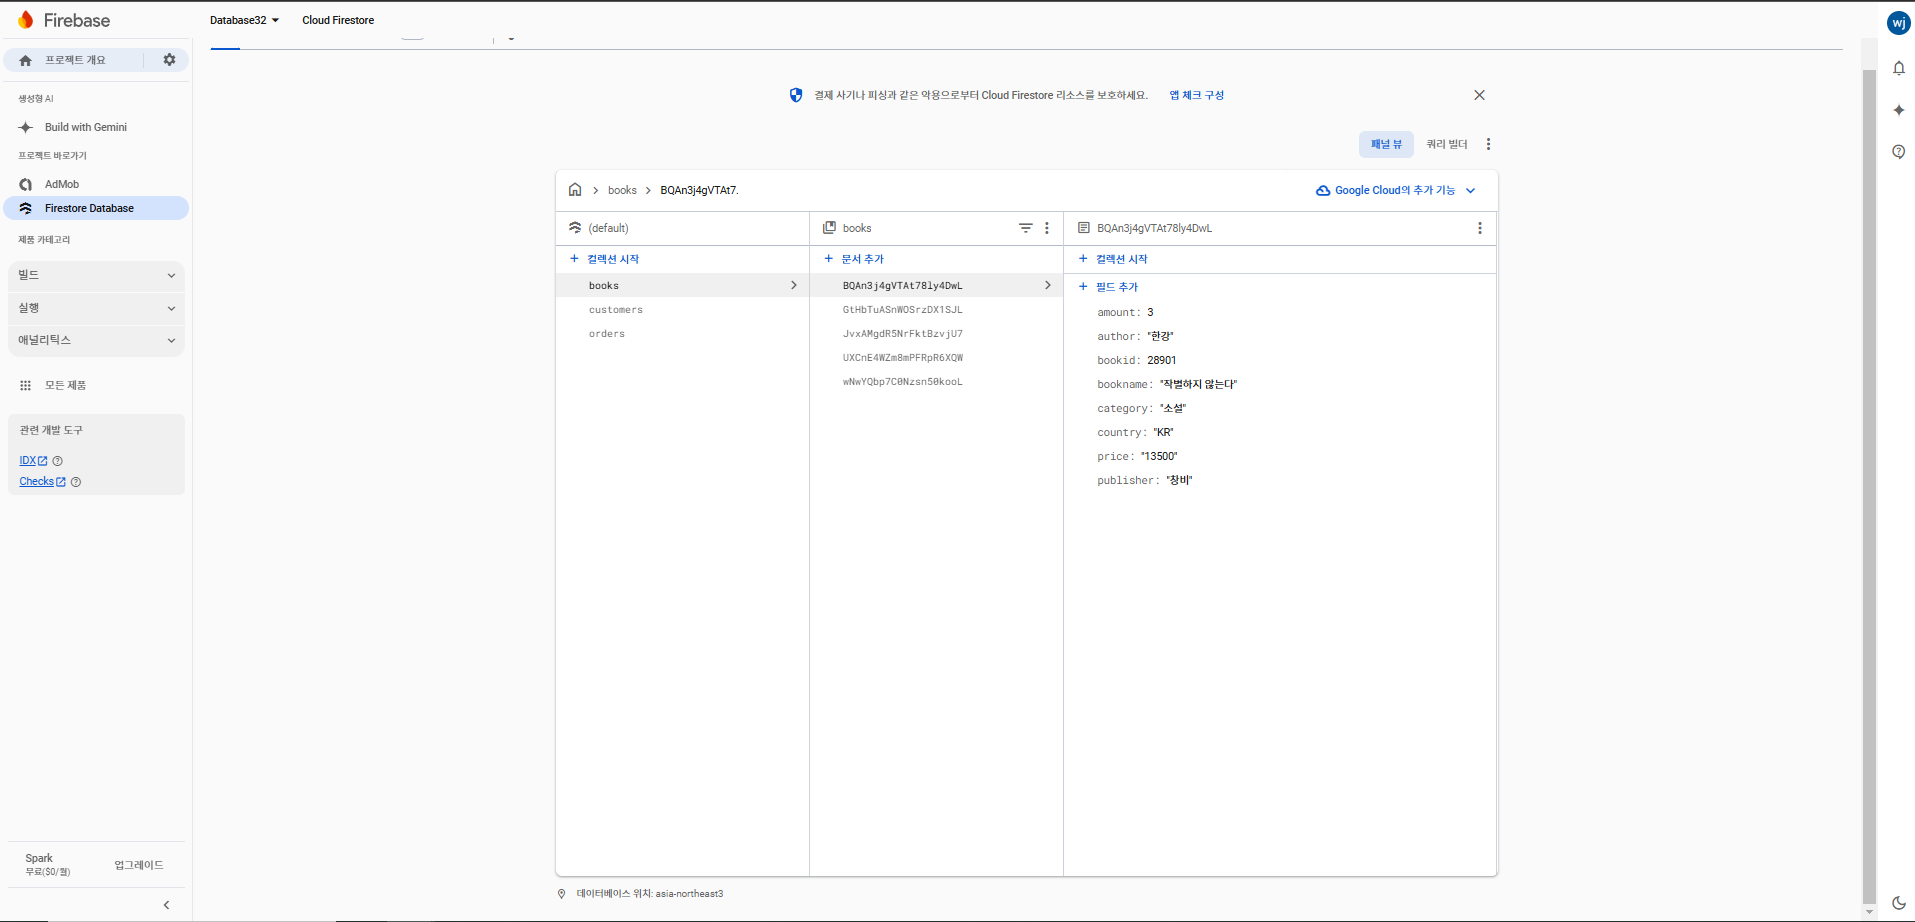 Firebase
Database32
Cloud Firestore
wj
프로젝트 개요
생성형 AI
Build with Gemini
프로젝트 바로가기
AdMob
Firestore Database
제품 카테고리
빌드
실행
애널리틱스
모든 제품
관련 개발 도구
IDX
Checks
Spark
무료($0/월)
업그레이드
결제 사기나 피싱과 같은 악용으로부터 Cloud Firestore 리소스를 보호하세요. 앱 체크 구성
패널 뷰
쿼리 빌더
books
BQAn3j4gVTAt7.
Google Cloud의 추가 기능
(default)
컬렉션 시작
books
customers
orders
books
문서 추가
BQAn3j4gVTAt78ly4DwL
GtHbTuASnWOSrzDX1SJL
JvxAMgdR5NrFktBzvjU7
UXCnE4WZm8mPFRpR6XQW
wNwYQbp7C0Nzsn50kooL
BQAn3j4gVTAt78ly4DwL
컬렉션 시작
필드 추가
amount: 3
author: "한강"
bookid: 28901
bookname: "작별하지 않는다"
category: "소설"
country: "KR"
price: "13500"
publisher: "창비"
데이터베이스 위치: asia-northeast3